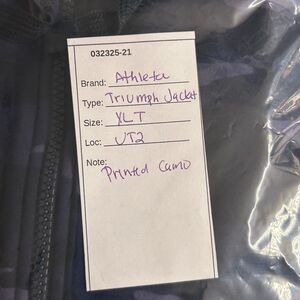 032325-21
Brand: Athleta
Type: Triumph Jacket
Size: XLT
Loc: UT2
Note: Printed Camo